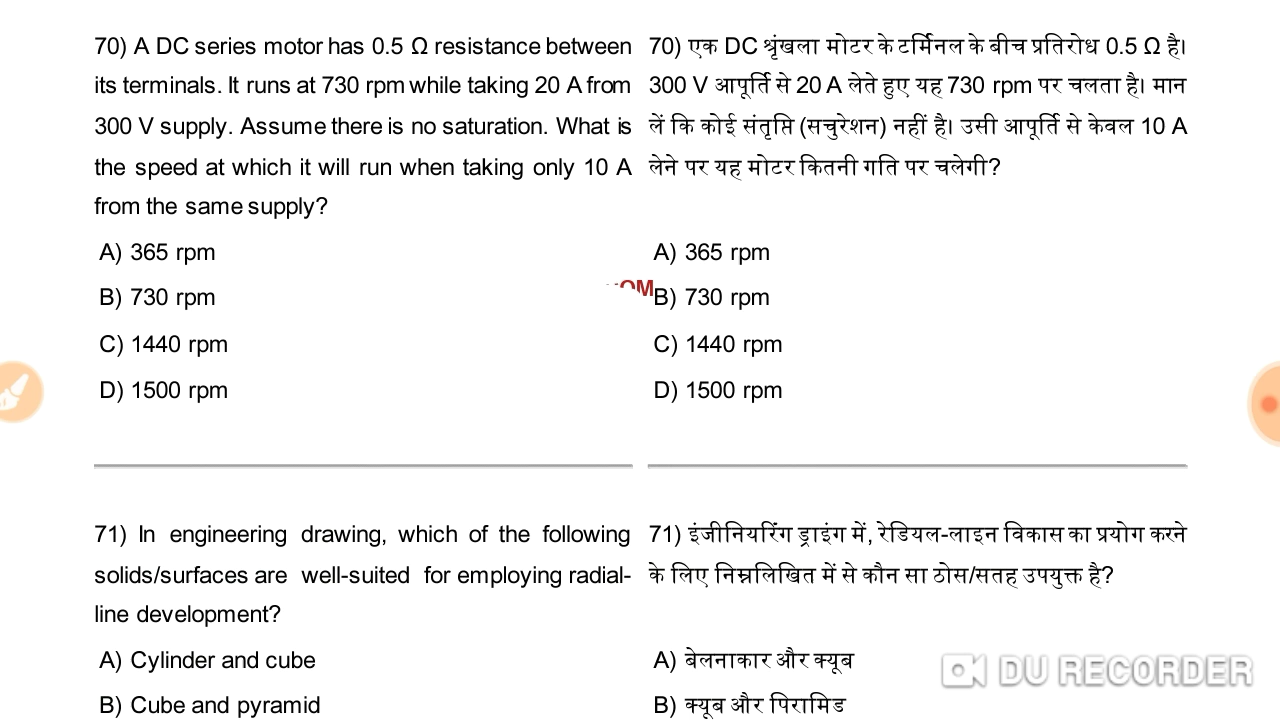 70) A DC series motor has 0.5 Ω resistance between
its terminals. It runs at 730 rpm while taking 20 A from
300 V supply. Assume there is no saturation. What is
the speed at which it will run when taking only 10 A
from the same supply?
A) 365 rpm
B) 730 rpm
C) 1440 rpm
D) 1500 rpm
70) एक DC श्रृंखला मोटर के टर्मिनल के बीच प्रतिरोध 0.5 Ω है।
300 V आपूर्ति से 20 A लेते हुए यह 730 rpm पर चलता है। मान
लें कि कोई संतृप्ति (सचुरेशन) नहीं है। उसी आपूर्ति से केवल 10 A
लेने पर यह मोटर कितनी गति पर चलेगी?
A) 365 rpm
B) 730 rpm
C) 1440 rpm
D) 1500 rpm
71) In engineering drawing, which of the following
solids/surfaces are well-suited for employing radial-
line development?
A) Cylinder and cube
B) Cube and pyramid
71) इंजीनियरिंग ड्राइंग में, रेडियल-लाइन विकास का प्रयोग करने
के लिए निम्नलिखित में से कौन सा ठोस/सतह उपयुक्त है?
A) बेलनाकार और क्यूब
B) क्यूब और पिरामिड
DU RECORDER